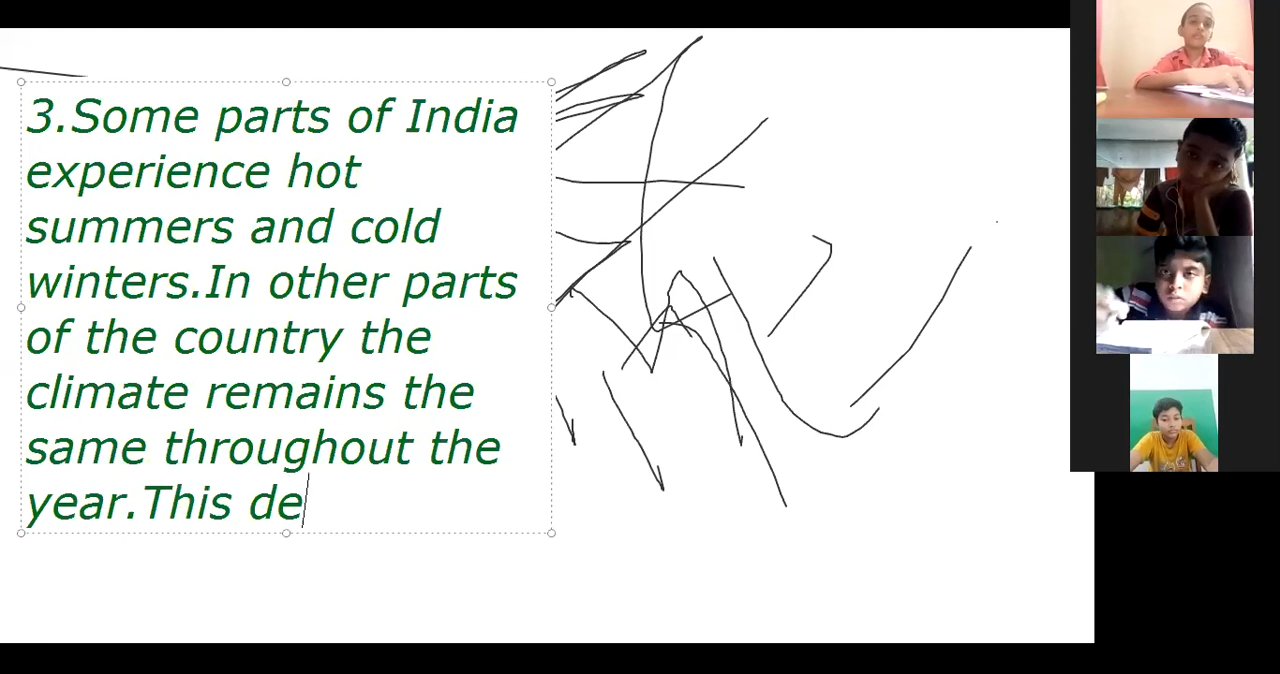 3.Some parts of India
experience hot
summers and cold
winters.In other parts
of the country the
climate remains the
same throughout the
year.This de